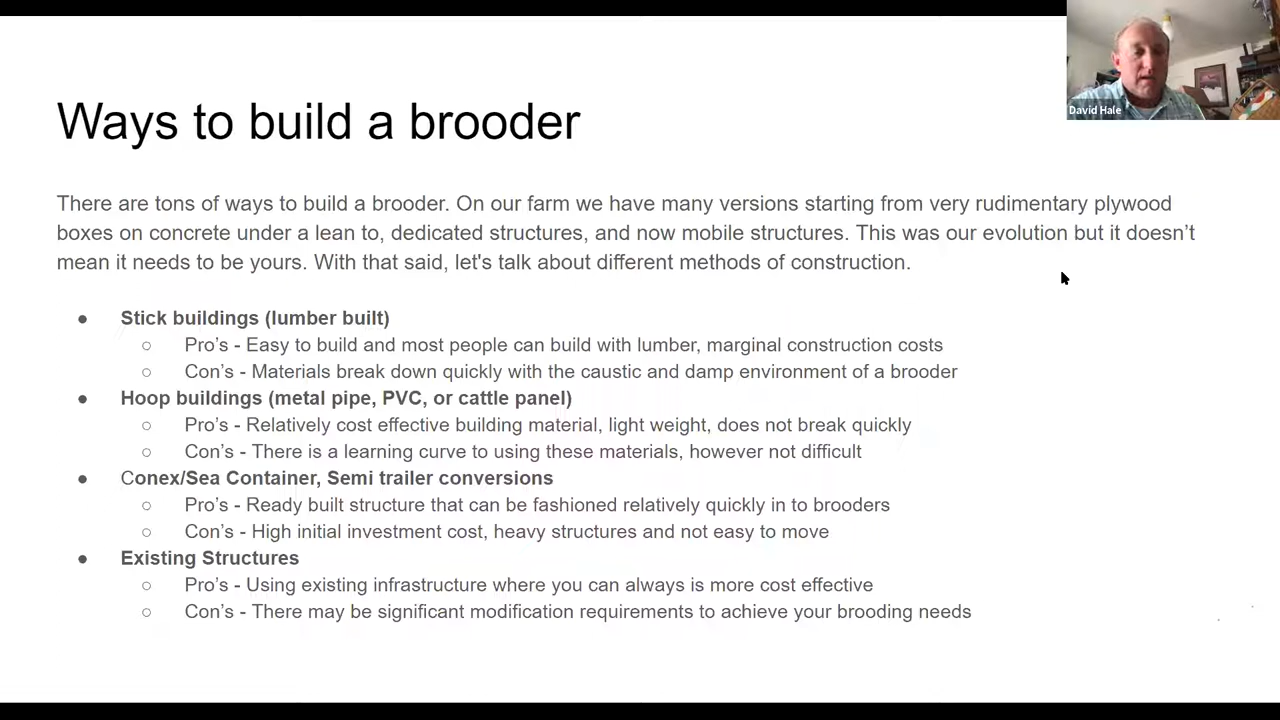 David Hale
Ways to build a brooder
There are tons of ways to build a brooder. On our farm we have many versions starting from very rudimentary plywood
boxes on concrete under a lean to, dedicated structures, and now mobile structures. This was our evolution but it doesn’t
mean it needs to be yours. With that said, let's talk about different methods of construction.
● Stick buildings (lumber built)
○ Pro’s - Easy to build and most people can build with lumber, marginal construction costs
○ Con’s - Materials break down quickly with the caustic and damp environment of a brooder
● Hoop buildings (metal pipe, PVC, or cattle panel)
○ Pro’s - Relatively cost effective building material, light weight, does not break quickly
○ Con’s - There is a learning curve to using these materials, however not difficult
● Conex/Sea Container, Semi trailer conversions
○ Pro’s - Ready built structure that can be fashioned relatively quickly in to brooders
○ Con’s - High initial investment cost, heavy structures and not easy to move
● Existing Structures
○ Pro’s - Using existing infrastructure where you can always is more cost effective
○ Con’s - There may be significant modification requirements to achieve your brooding needs